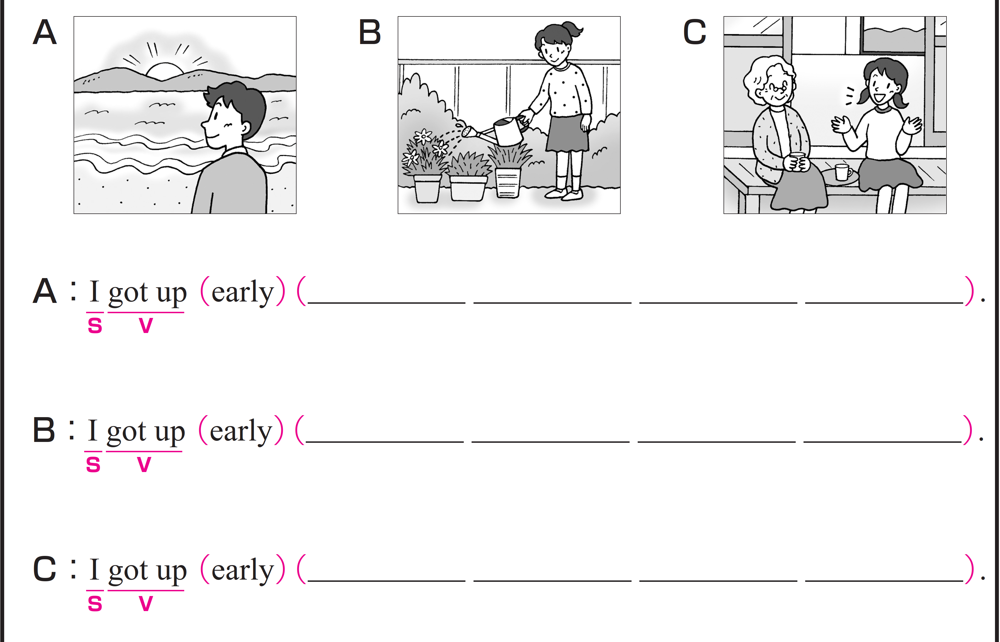 A B C
A : I got up (early) (____ ____ ____ ____).
S V
B : I got up (early) (____ ____ ____ ____).
S V
C : I got up (early) (____ ____ ____ ____).
S V